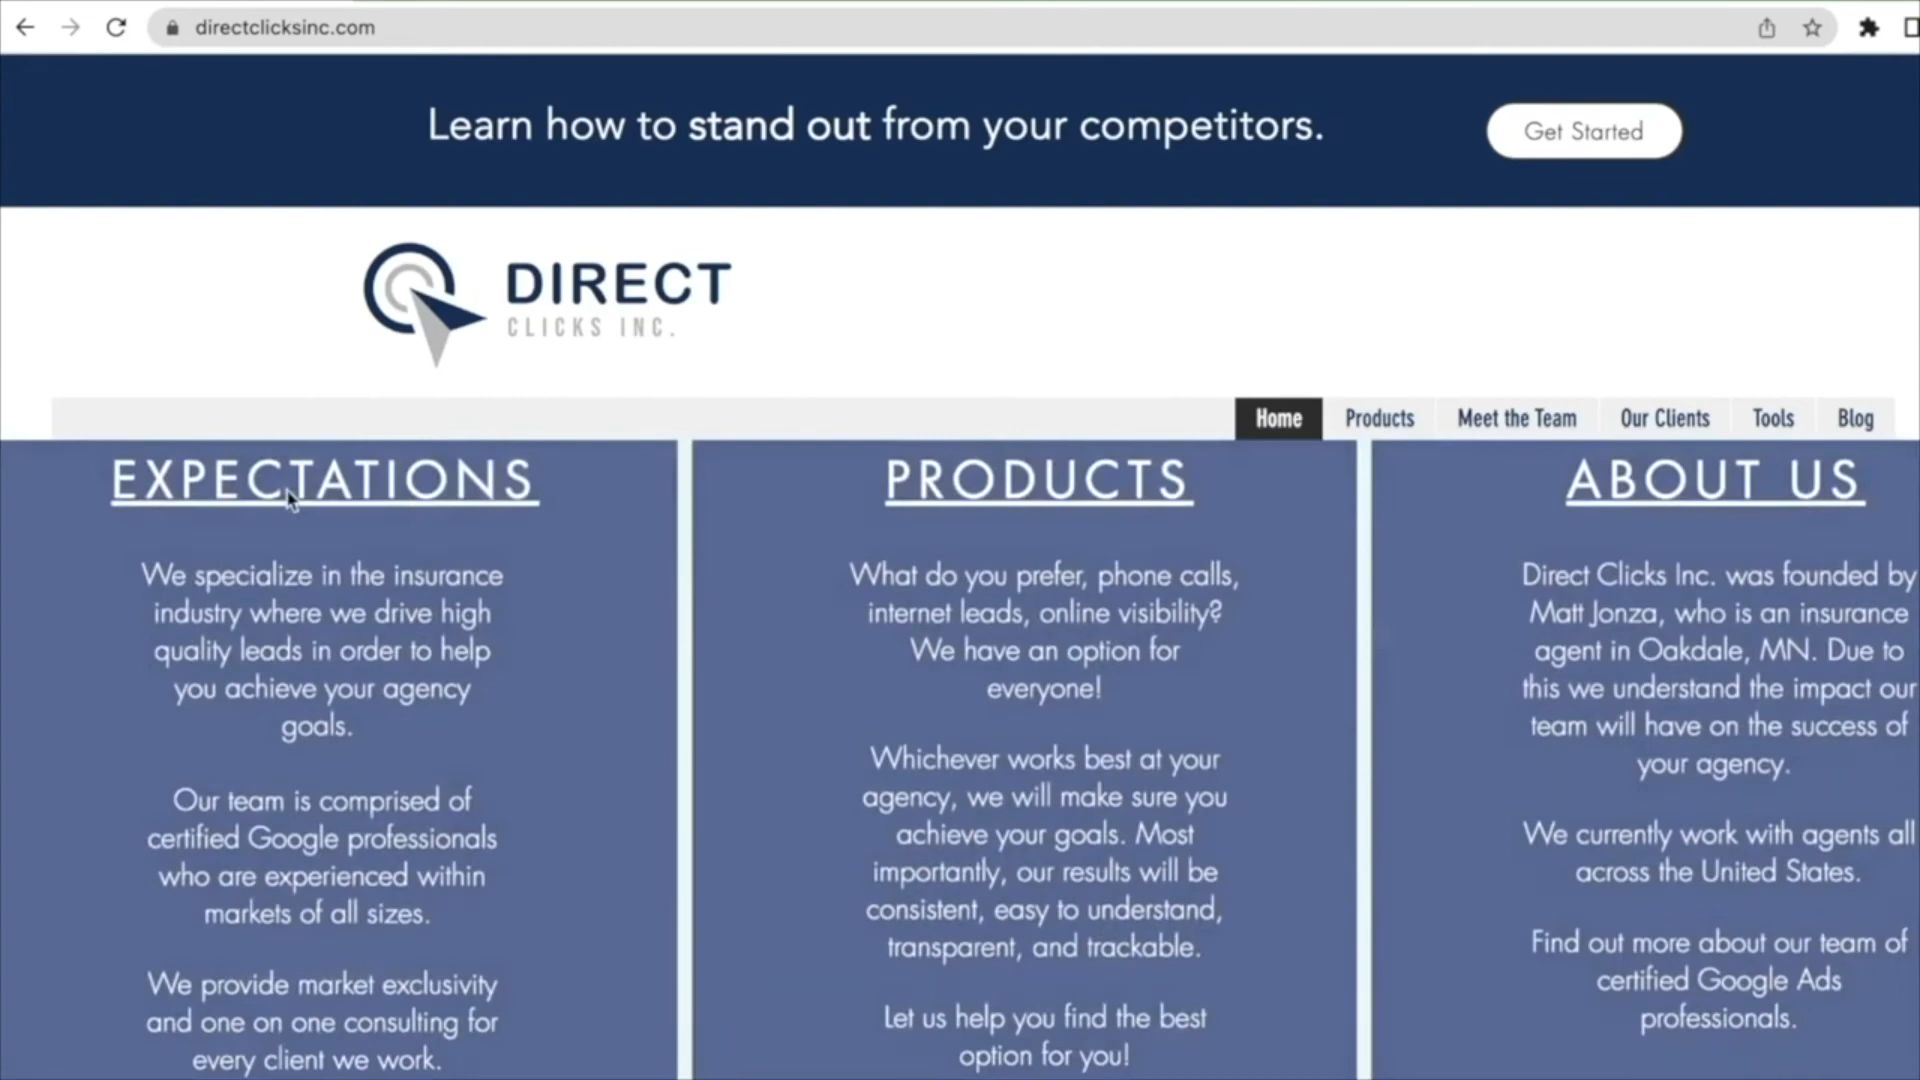 directclicksinc.com
Learn how to stand out from your competitors.
Get Started
DIRECT
CLICKS INC.
Home
Products
Meet the Team
Our Clients
Tools
Blog
EXPECTATIONS
We specialize in the insurance
industry where we drive high
quality leads in order to help
you achieve your agency
goals.
Our team is comprised of
certified Google professionals
who are experienced within
markets of all sizes.
We provide market exclusivity
and one on one consulting for
every client we work.
PRODUCTS
What do you prefer, phone calls,
internet leads, online visibility?
We have an option for
everyone!
Whichever works best at your
agency, we will make sure you
achieve your goals. Most
importantly, our results will be
consistent, easy to understand,
transparent, and trackable.
Let us help you find the best
option for you!
ABOUT US
Direct Clicks Inc. was founded by
Matt Jonza, who is an insurance
agent in Oakdale, MN. Due to
this we understand the impact our
team will have on the success of
your agency.
We currently work with agents all
across the United States.
Find out more about our team of
certified Google Ads
professionals.